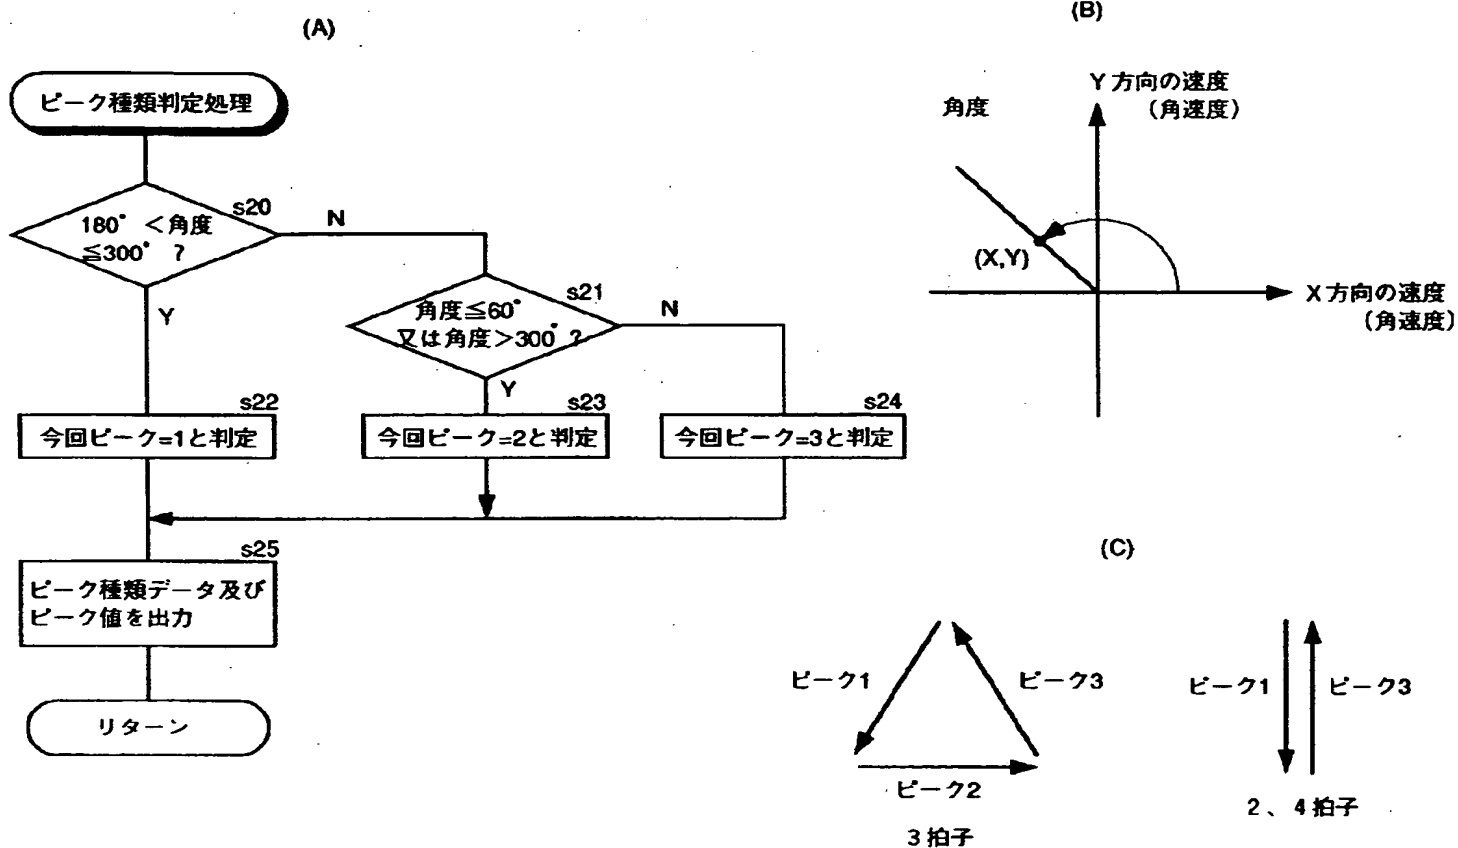 (A)
ピーク種類判定処理
s20
180°＜角度
≦300°？
N
Y
s21
角度≦60°
又は角度＞300°？
N
Y
s22
今回ピーク=1と判定
s23
今回ピーク=2と判定
s24
今回ピーク=3と判定
s25
ピーク種類データ及び
ピーク値を出力
リターン
(B)
角度
Y方向の速度
（角速度）
(X,Y)
X方向の速度
（角速度）
(C)
ピーク1
ピーク3
ピーク2
3拍子
ピーク1
ピーク3
2、4拍子